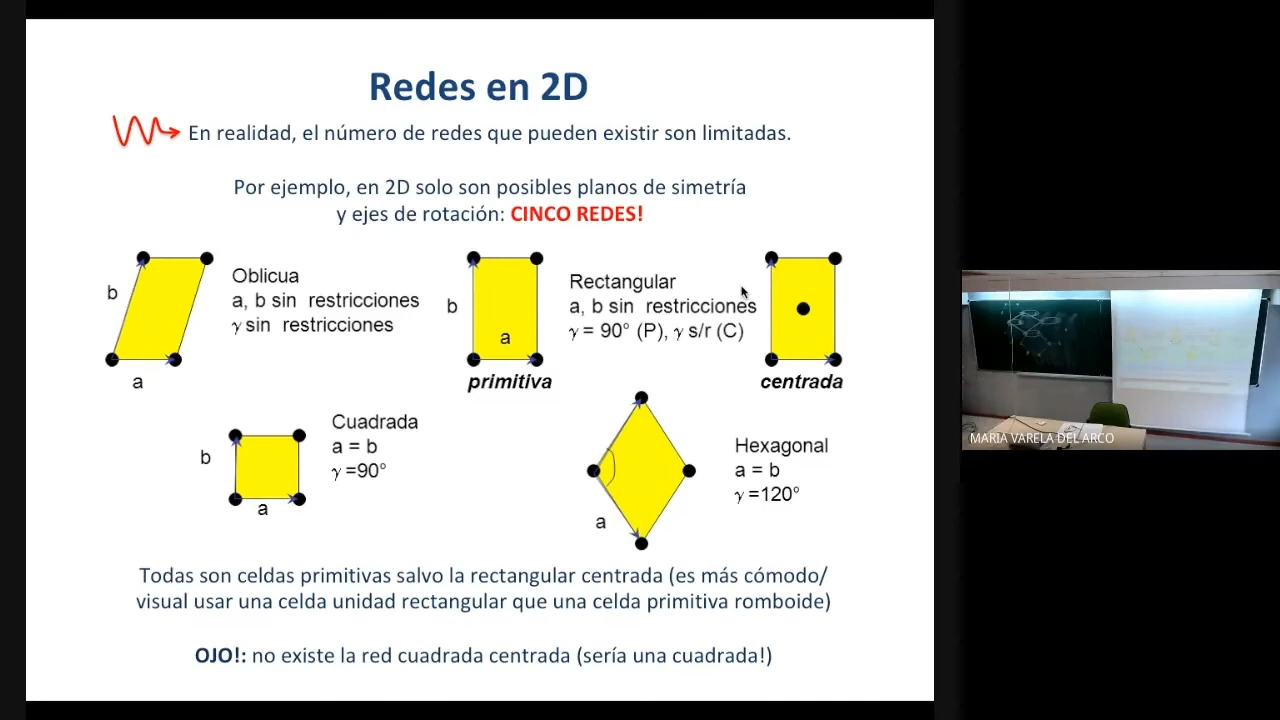 Redes en 2D
En realidad, el número de redes que pueden existir son limitadas.
Por ejemplo, en 2D solo son posibles planos de simetría
y ejes de rotación: CINCO REDES!
b
a
Oblicua
a, b sin restricciones
γ sin restricciones
b
a
primitiva
Rectangular
a, b sin restricciones
γ = 90° (P), γ s/r (C)
centrada
b
a
Cuadrada
a = b
γ =90°
a
Hexagonal
a = b
γ =120°
Todas son celdas primitivas salvo la rectangular centrada (es más cómodo/
visual usar una celda unidad rectangular que una celda primitiva romboide)
OJO!: no existe la red cuadrada centrada (sería una cuadrada!)
MARIA VARELA DEL ARCO